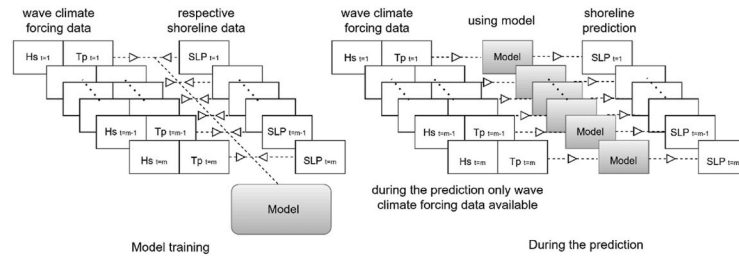 wave climate
forcing data
respective
shoreline data
Hs t=1 Tp t=1 SLP t=1
Hs t=m-1 Tp t=m-1 SLP t=m-1
Hs t=m Tp t=m SLP t=m
Model
Model training
wave climate
forcing data
using model
shoreline
prediction
Hs t=1 Tp t=1 Model SLP t=1
Hs t=m-1 Tp t=m-1 Model SLP t=m-1
Hs t=m Tp t=m Model SLP t=m
during the prediction only wave
climate forcing data available
During the prediction